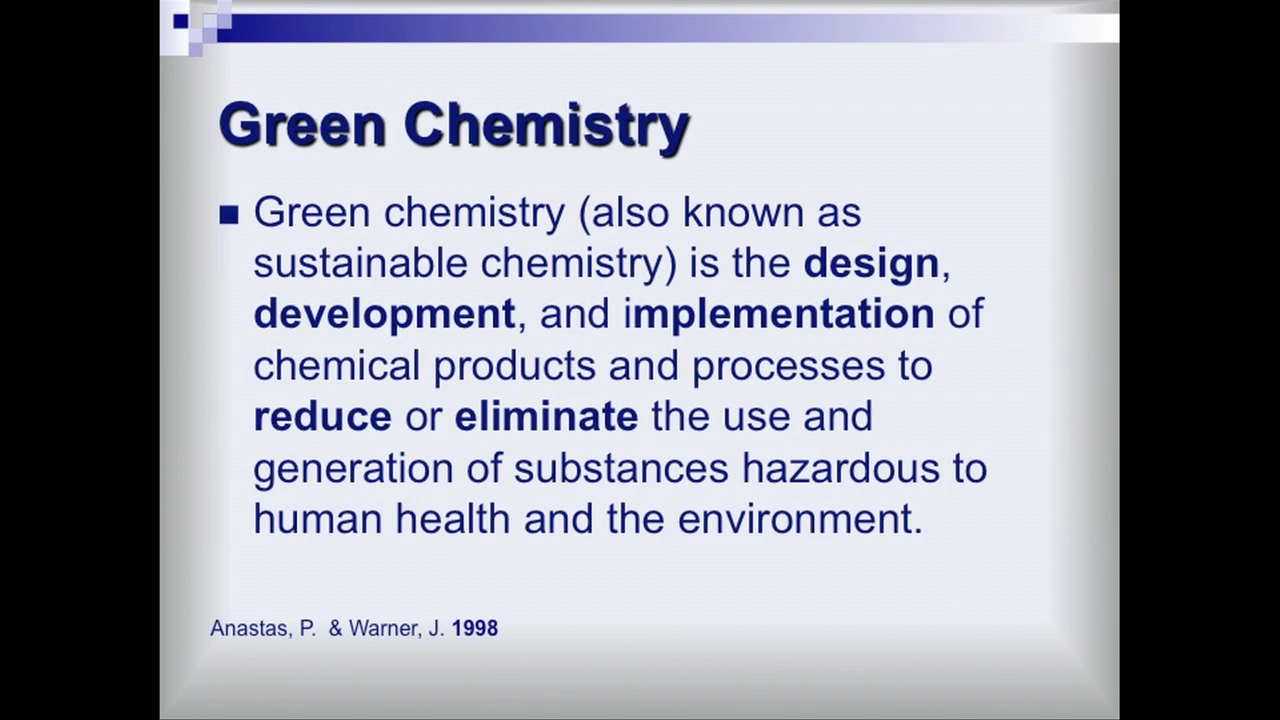 Green Chemistry
Green chemistry (also known as
sustainable chemistry) is the design,
development, and implementation of
chemical products and processes to
reduce or eliminate the use and
generation of substances hazardous to
human health and the environment.
Anastas, P. & Warner, J. 1998